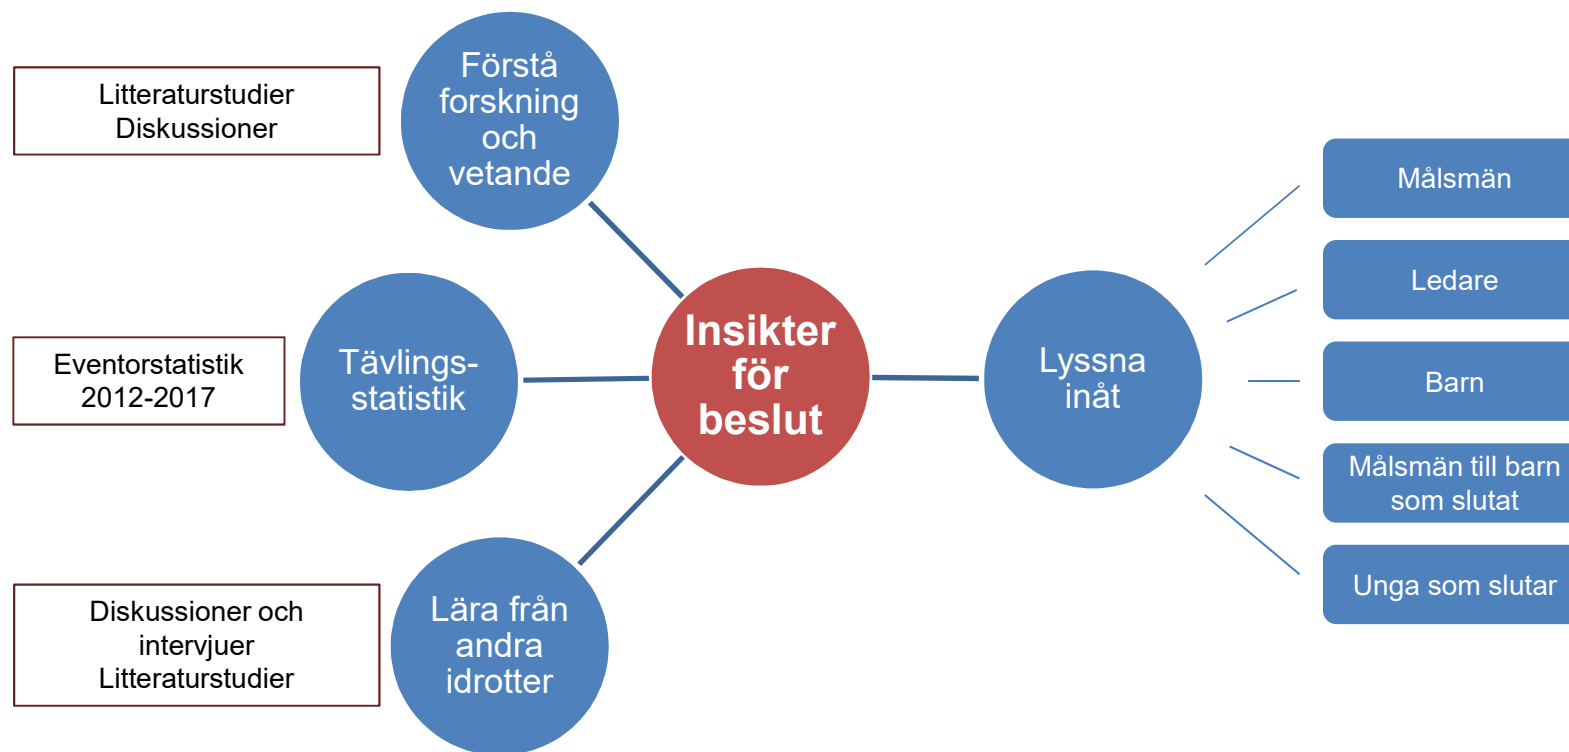 Litteraturstudier
Diskussioner
Förstå
forskning
och
vetande
Eventorstatistik
2012-2017
Tävlings-
statistik
Diskussioner och
intervjuer
Litteraturstudier
Lära från
andra
idrotter
Insikter
för
beslut
Lyssna
inåt
Målsmän
Ledare
Barn
Målsmän till barn
som slutat
Unga som slutar